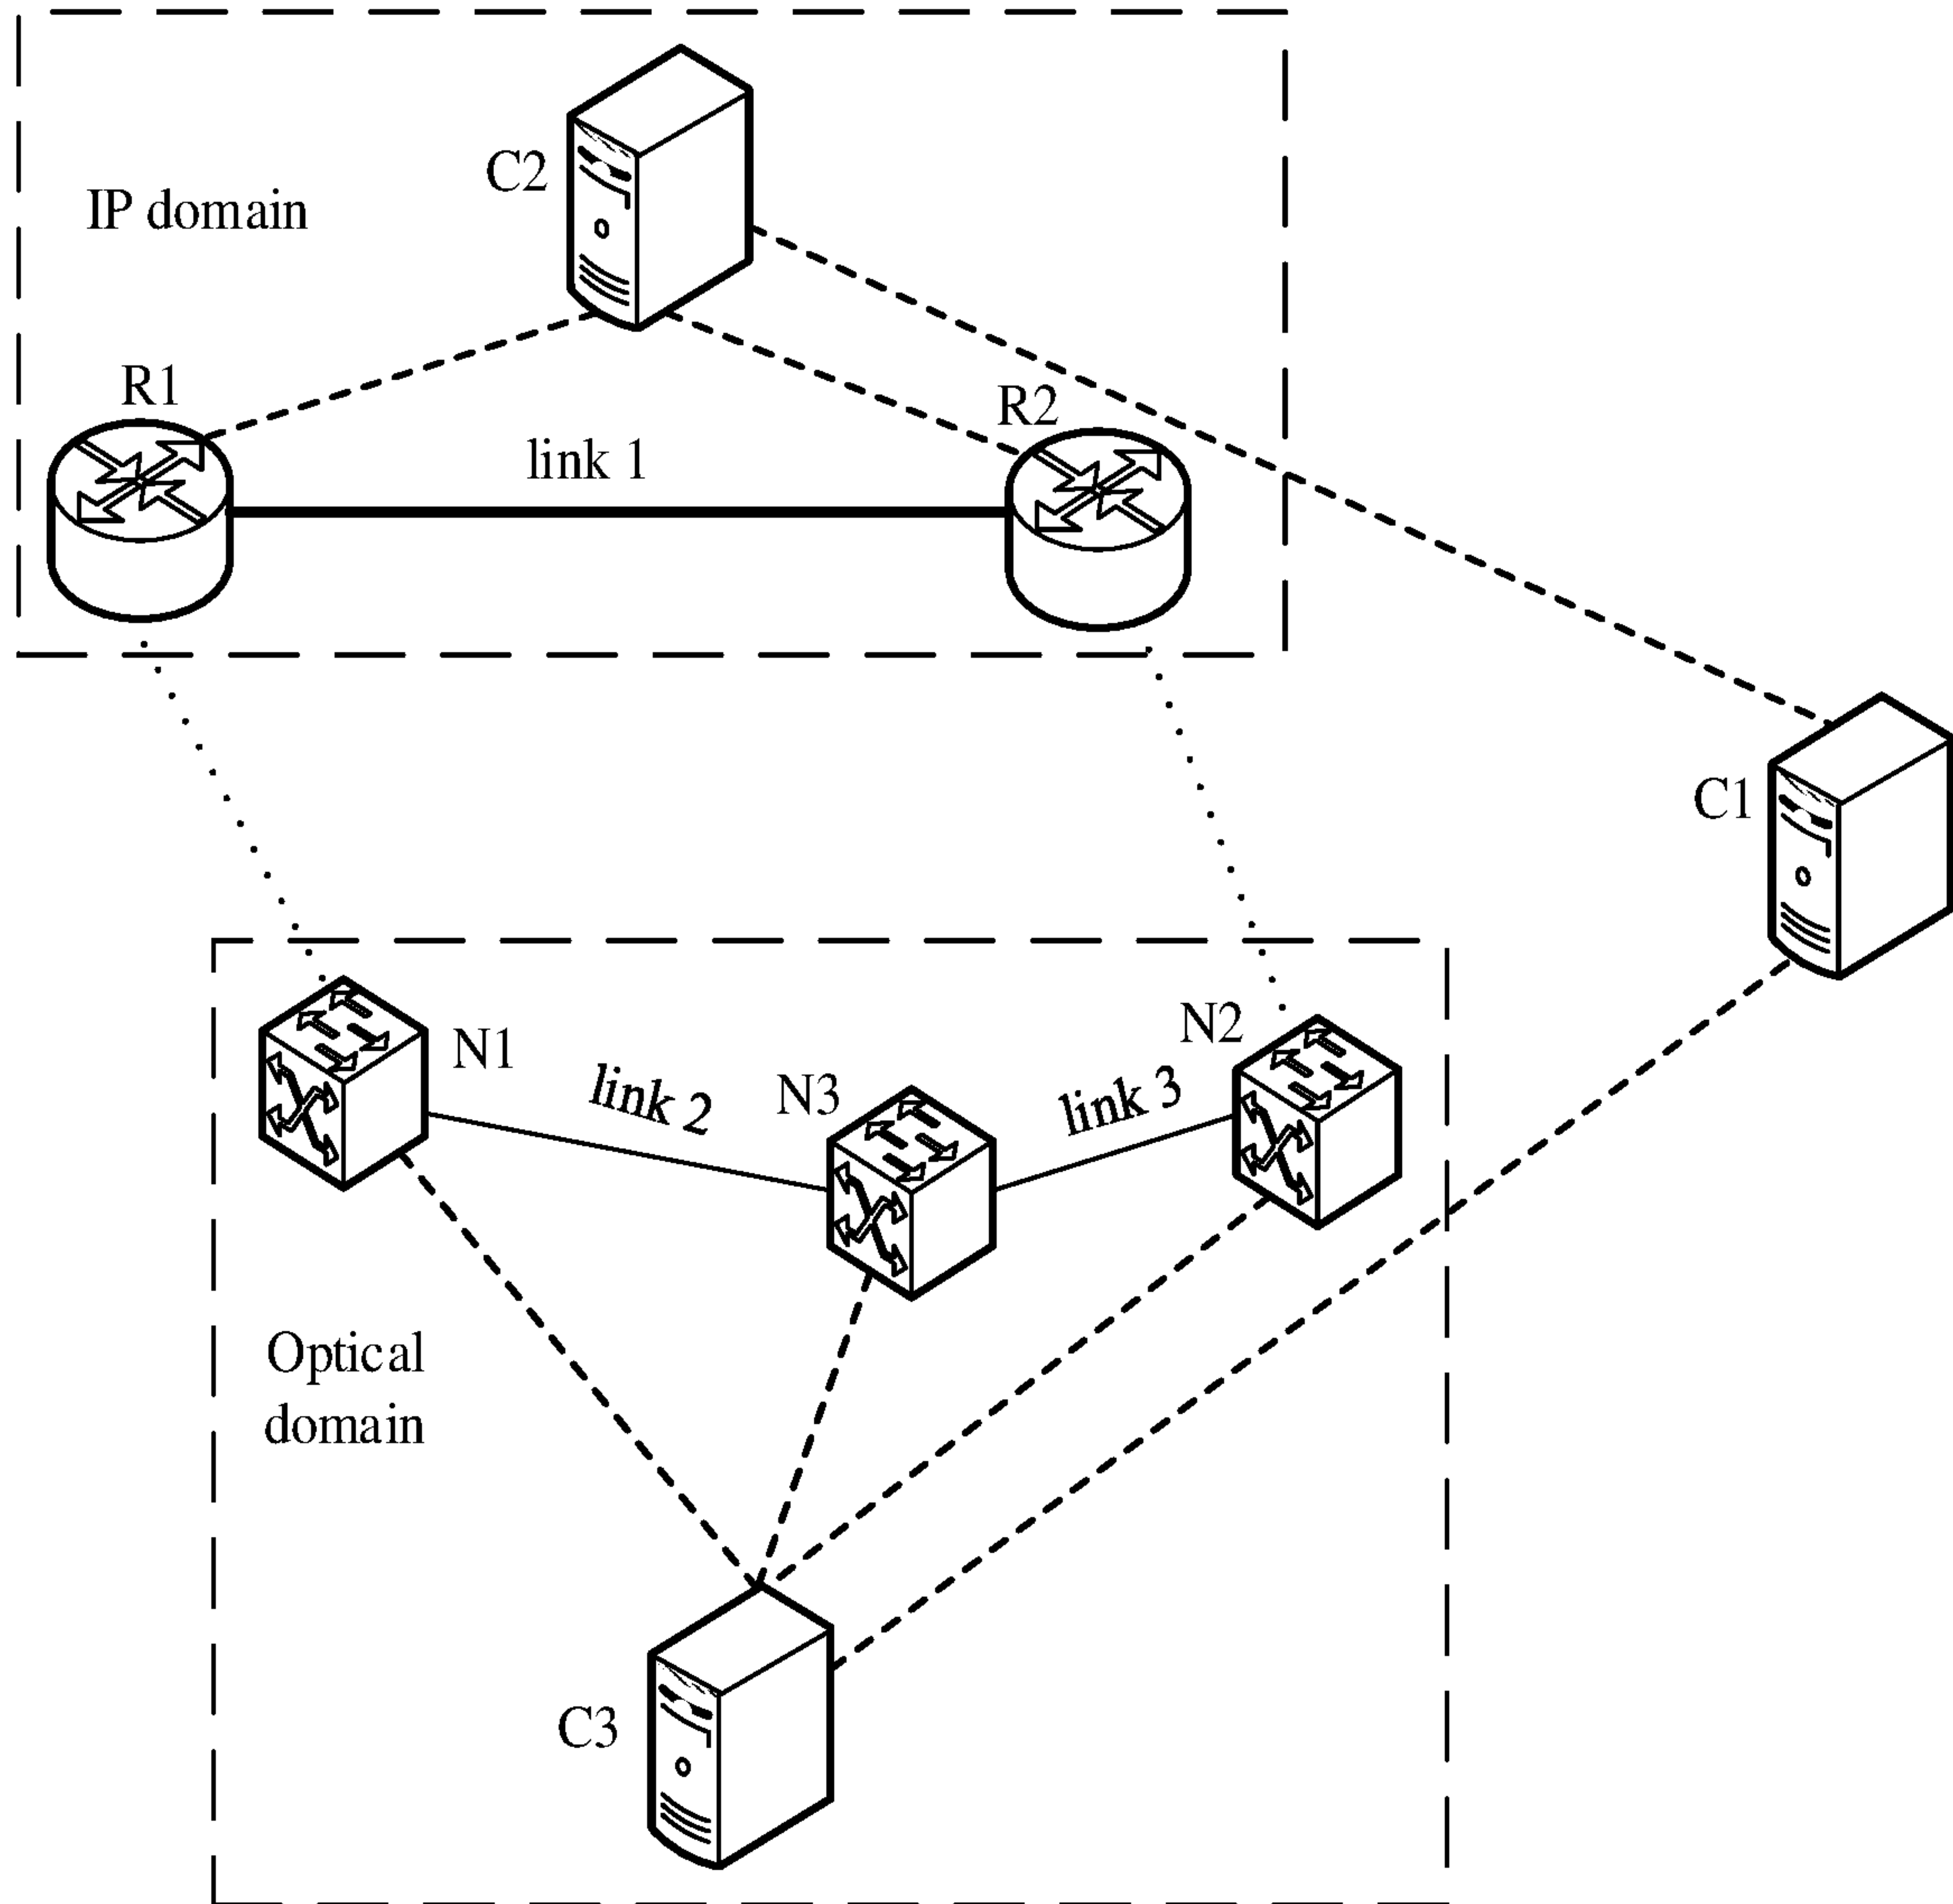 C2
IP domain
R1
R2
link 1
C1
N1
link 2
N3
link 3
N2
Optical
domain
C3